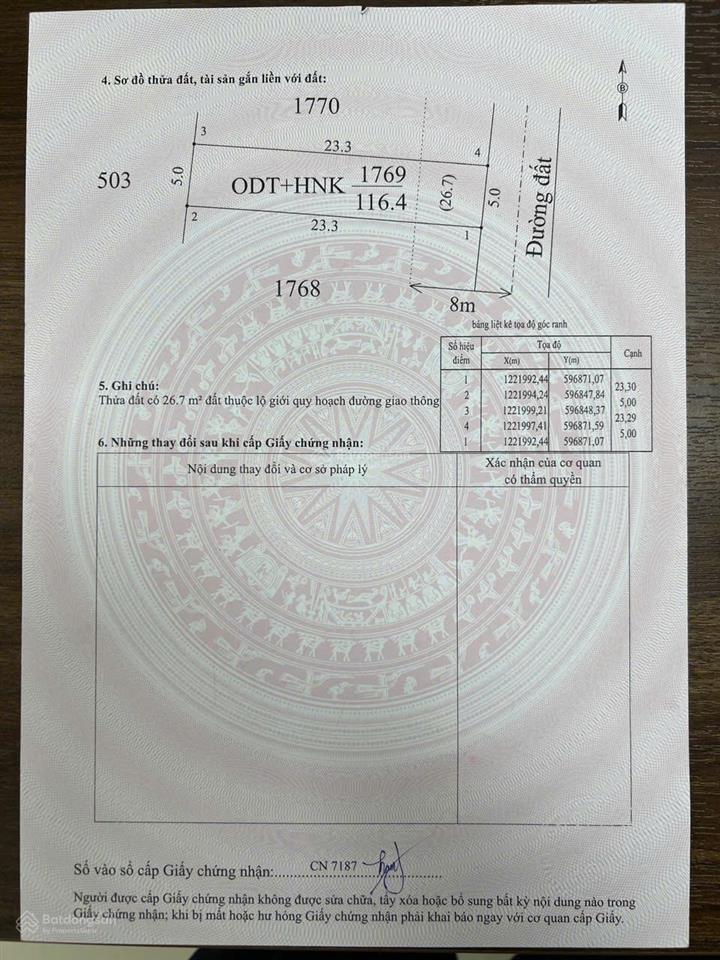 4. Sơ đồ thửa đất, tài sản gắn liền với đất:
B
1770
3
23.3
4
503
5.0
ODT+HNK 1769
116.4
(26.7)
5.0
Đường đất
2
23.3
1
1768
8m
bảng liệt kê tọa độ góc ranh
Số hiệu điểm Tọa độ Cạnh
X(m) Y(m)
1 1221992,44 596871,07
23,30
2 1221994,24 596847,84
5,00
3 1221999,21 596848,37
23,29
4 1221997,41 596871,59
5,00
1 1221992,44 596871,07
5. Ghi chú:
Thửa đất có 26.7 m² đất thuộc lộ giới quy hoạch đường giao thông
6. Những thay đổi sau khi cấp Giấy chứng nhận:
Nội dung thay đổi và cơ sở pháp lý
Xác nhận của cơ quan
có thẩm quyền
Số vào sổ cấp Giấy chứng nhận:..........CN 7187..........
Người được cấp Giấy chứng nhận không được sửa chữa, tẩy xóa hoặc bổ sung bất kỳ nội dung nào trong
Giấy chứng nhận; khi bị mất hoặc hư hỏng Giấy chứng nhận phải khai báo ngay với cơ quan cấp Giấy.
Batdongsan
by PropertyGuru